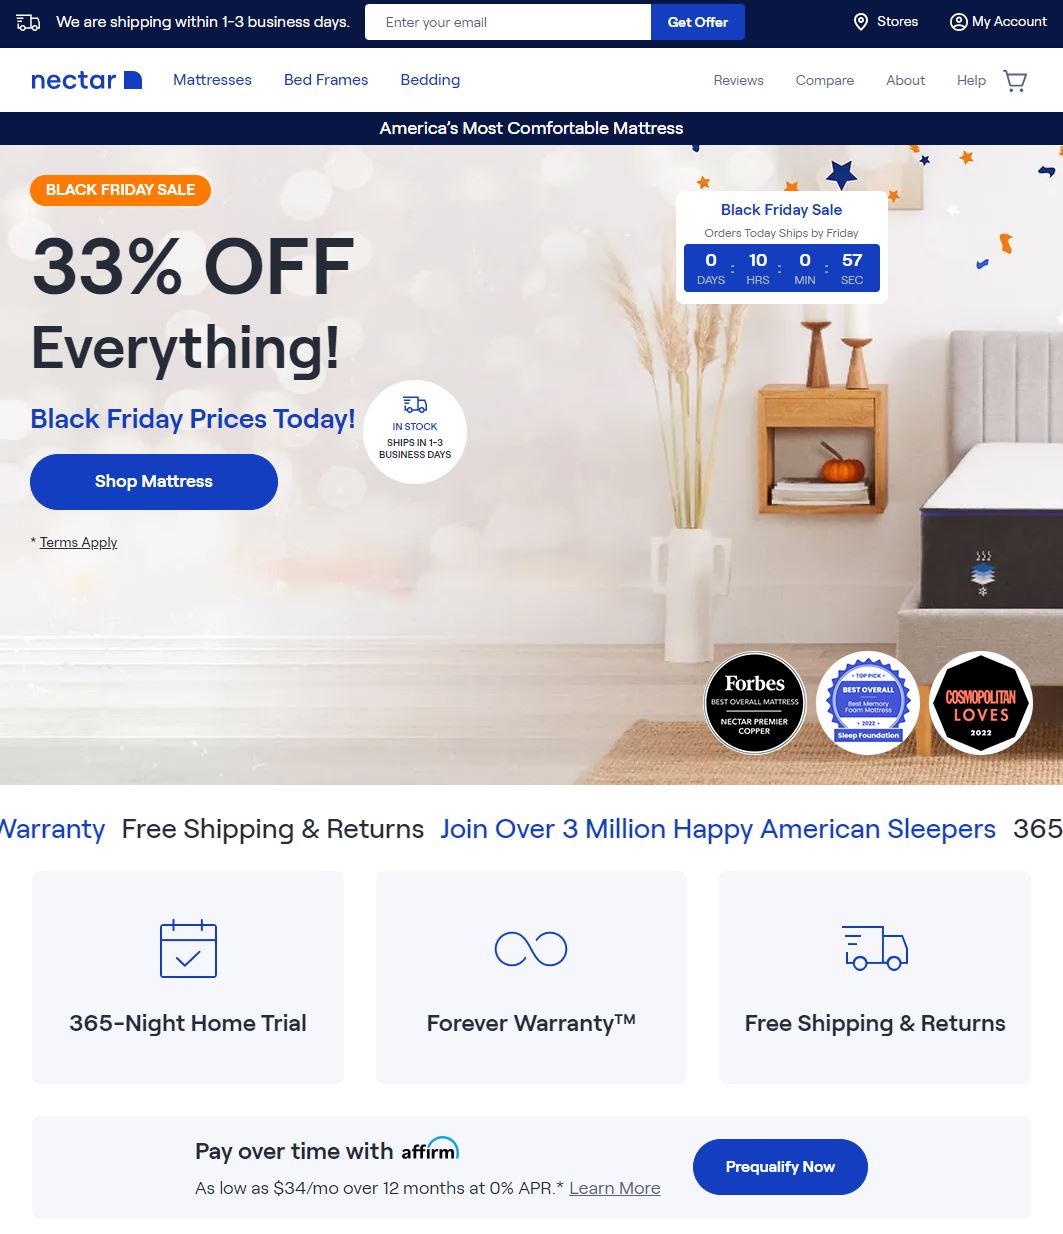 We are shipping within 1-3 business days.
Enter your email
Get Offer
Stores
My Account
nectar
Mattresses
Bed Frames
Bedding
Reviews
Compare
About
Help
America's Most Comfortable Mattress
BLACK FRIDAY SALE
33% OFF
Everything!
Black Friday Prices Today!
IN STOCK
SHIPS IN 1-3
BUSINESS DAYS
Shop Mattress
* Terms Apply
Black Friday Sale
Orders Today Ships by Friday
0 : 10 : 0 : 57
DAYS HRS MIN SEC
Forbes
BEST OVERALL MATTRESS
NECTAR PREMIER
COPPER
• TOP PICK •
BEST OVERALL
Best Memory
Foam Mattress
• 2022 •
Sleep Foundation
COSMOPOLITAN
LOVES
2022
Warranty Free Shipping & Returns Join Over 3 Million Happy American Sleepers 365
365-Night Home Trial
Forever Warranty™
Free Shipping & Returns
Pay over time with affirm
As low as $34/mo over 12 months at 0% APR.* Learn More
Prequalify Now